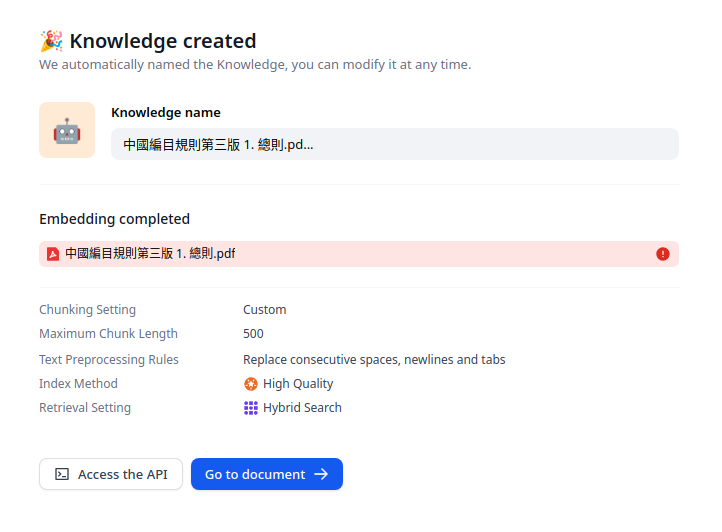 🎉 Knowledge created
We automatically named the Knowledge, you can modify it at any time.
Knowledge name
中國編目規則第三版 1. 總則.pd...
Embedding completed
中國編目規則第三版 1. 總則.pdf
Chunking Setting Custom
Maximum Chunk Length 500
Text Preprocessing Rules Replace consecutive spaces, newlines and tabs
Index Method High Quality
Retrieval Setting Hybrid Search
Access the API Go to document →